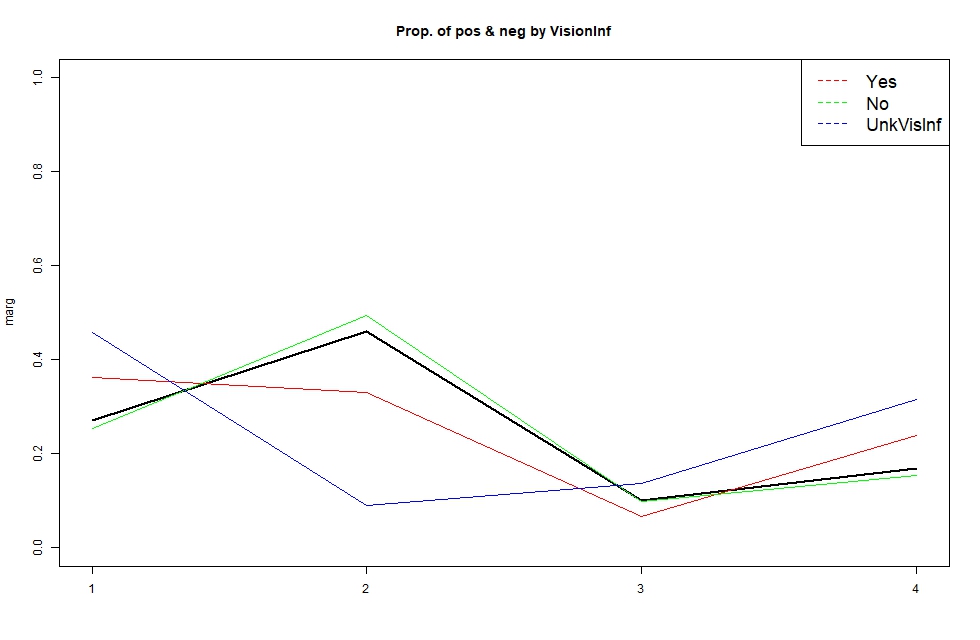 Prop. of pos & neg by VisionInf
1.0
0.8
0.6
0.4
0.2
0.0
marg
Yes
No
UnkVisInf
1 2 3 4